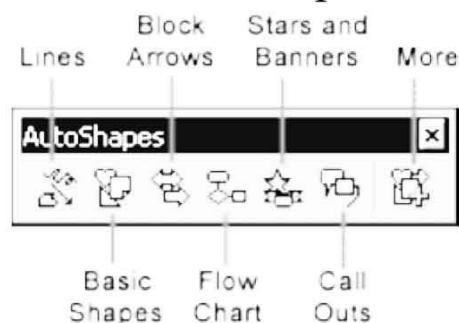 Block
Stars and
Lines
Arrows
Banners
More
AutoShapes
Basic
Flow
Call
Shapes
Chart
Outs